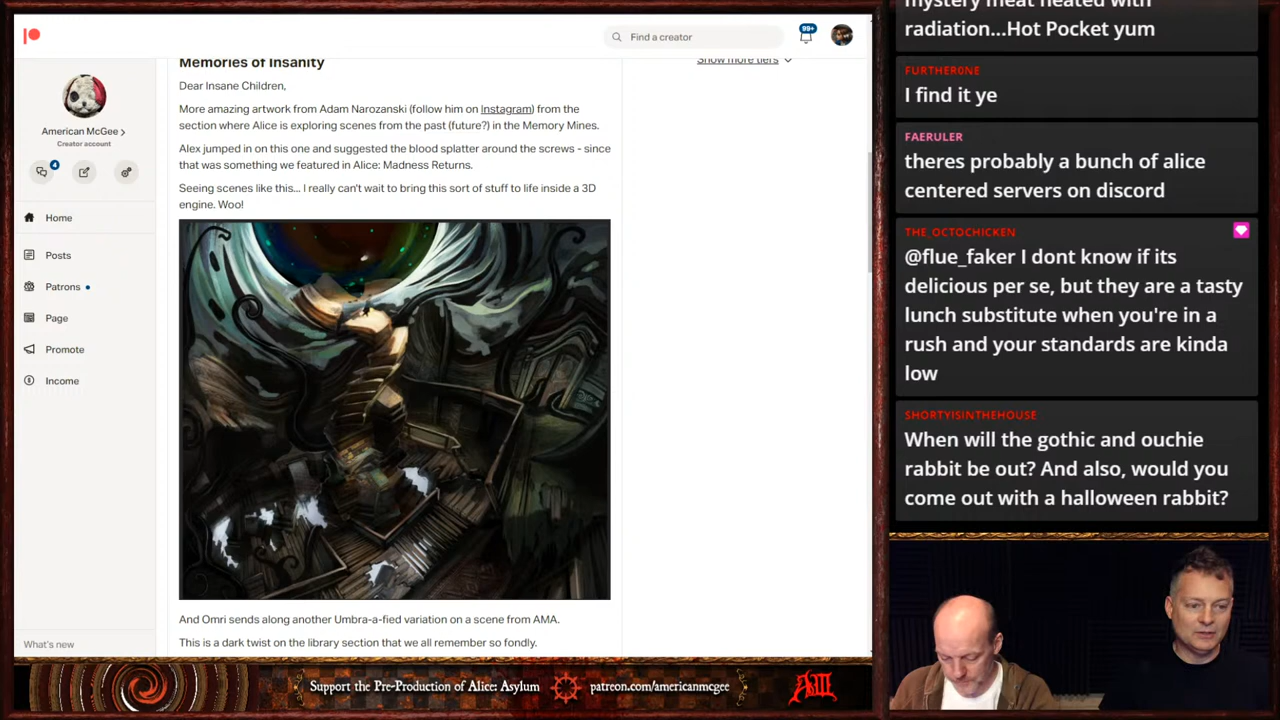 Find a creator
99+
American McGee
Creator account
4
Home
Posts
Patrons
Page
Promote
Income
What's new
Memories of Insanity
Show more tiers
Dear Insane Children,
More amazing artwork from Adam Narozanski (follow him on Instagram) from the
section where Alice is exploring scenes from the past (future?) in the Memory Mines.
Alex jumped in on this one and suggested the blood splatter around the screws - since
that was something we featured in Alice: Madness Returns.
Seeing scenes like this... I really can't wait to bring this sort of stuff to life inside a 3D
engine. Woo!
And Omri sends along another Umbra-a-fied variation on a scene from AMA.
This is a dark twist on the library section that we all remember so fondly.
mystery meat heated with
radiation...Hot Pocket yum
FURTHER0NE
I find it ye
FAERULER
theres probably a bunch of alice
centered servers on discord
THE_OCTOCHICKEN
@flue_faker I dont know if its
delicious per se, but they are a tasty
lunch substitute when you're in a
rush and your standards are kinda
low
SHORTYISINTHEHOUSE
When will the gothic and ouchie
rabbit be out? And also, would you
come out with a halloween rabbit?
Support the Pre-Production of Alice: Asylum
patreon.com/americanmcgee